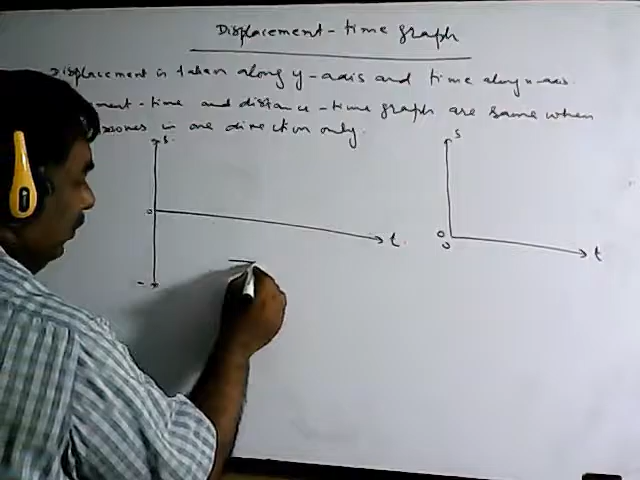 Displacement - time graph
Displacement is taken along y-axis and time along x-axis.
ment - time and distance - time graph are same when
in one direction only.
s
s
0
t
0
0
t
-